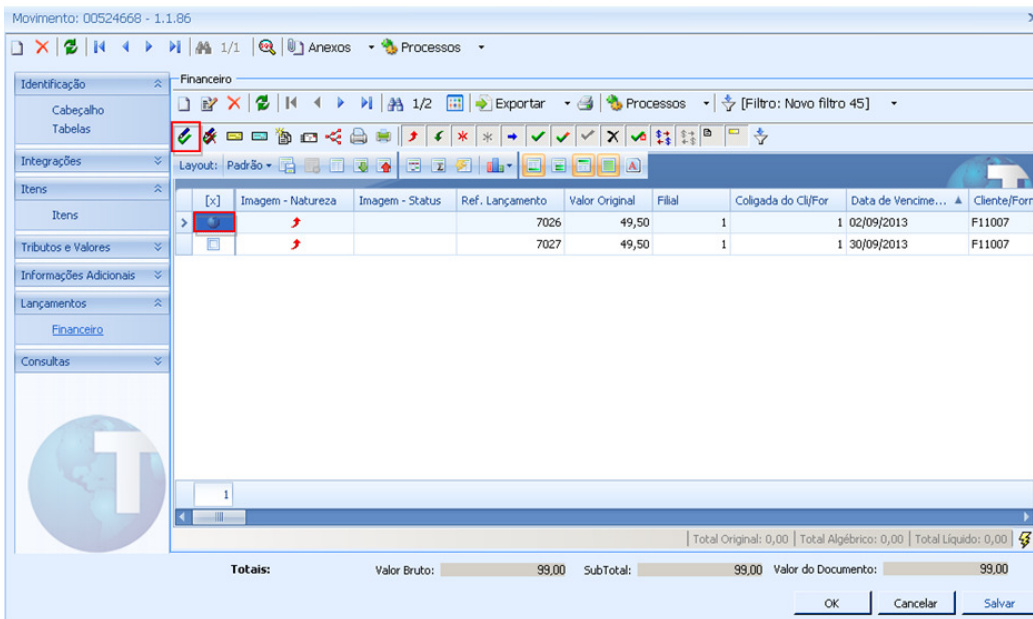 Movimento: 00524668 - 1.1.86
1/1 Anexos Processos
Identificação
Cabeçalho
Tabelas
Integrações
Itens
Itens
Tributos e Valores
Informações Adicionais
Lançamentos
Financeiro
Consultas
Financeiro
1/2 Exportar Processos [Filtro: Novo filtro 45]
Layout: Padrão
[x] Imagem - Natureza Imagem - Status Ref. Lançamento Valor Original Filial Coligada do Cli/For Data de Vencime... Cliente/Forn
7026 49,50 1 1 02/09/2013 F11007
7027 49,50 1 1 30/09/2013 F11007
1
Total Original: 0,00 Total Algébrico: 0,00 Total Líquido: 0,00
Totais: Valor Bruto: 99,00 SubTotal: 99,00 Valor do Documento: 99,00
OK Cancelar Salvar